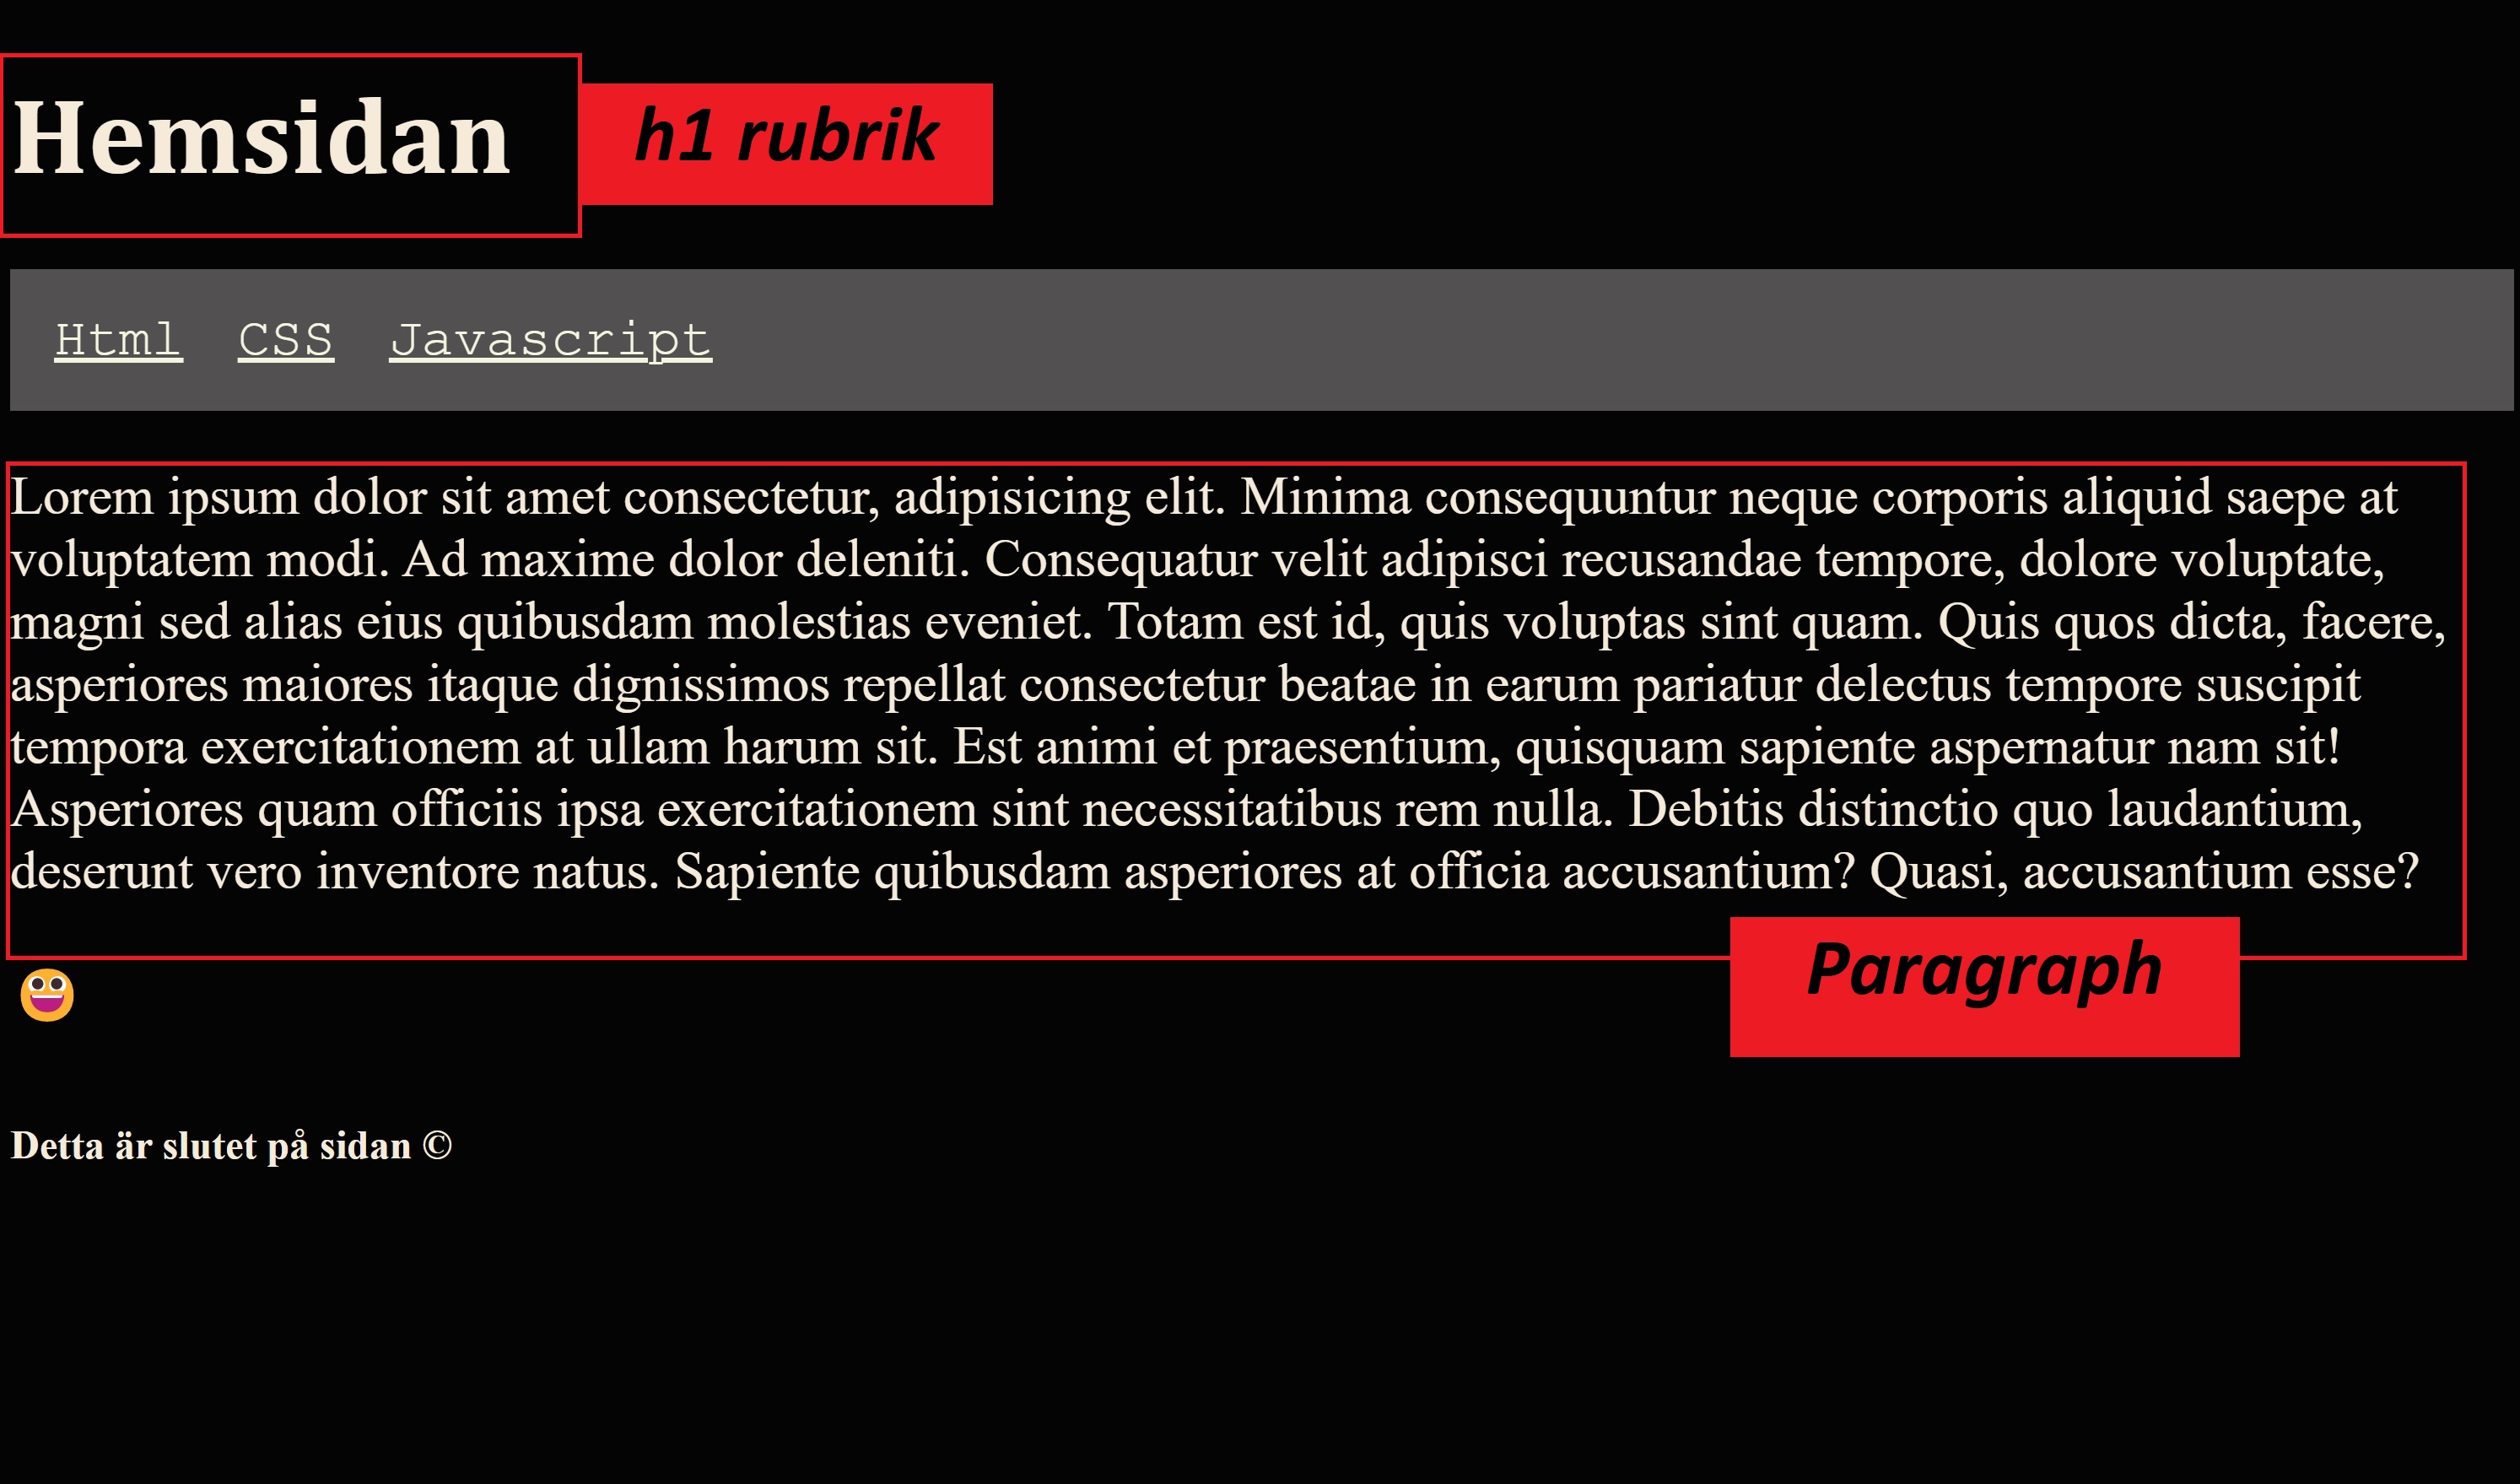 Hemsidan
h1 rubrik
Html CSS Javascript
Lorem ipsum dolor sit amet consectetur, adipisicing elit. Minima consequuntur neque corporis aliquid saepe at
voluptatem modi. Ad maxime dolor deleniti. Consequatur velit adipisci recusandae tempore, dolore voluptate,
magni sed alias eius quibusdam molestias eveniet. Totam est id, quis voluptas sint quam. Quis quos dicta, facere,
asperiores maiores itaque dignissimos repellat consectetur beatae in earum pariatur delectus tempore suscipit
tempora exercitationem at ullam harum sit. Est animi et praesentium, quisquam sapiente aspernatur nam sit!
Asperiores quam officiis ipsa exercitationem sint necessitatibus rem nulla. Debitis distinctio quo laudantium,
deserunt vero inventore natus. Sapiente quibusdam asperiores at officia accusantium? Quasi, accusantium esse?
Paragraph
Detta är slutet på sidan ©